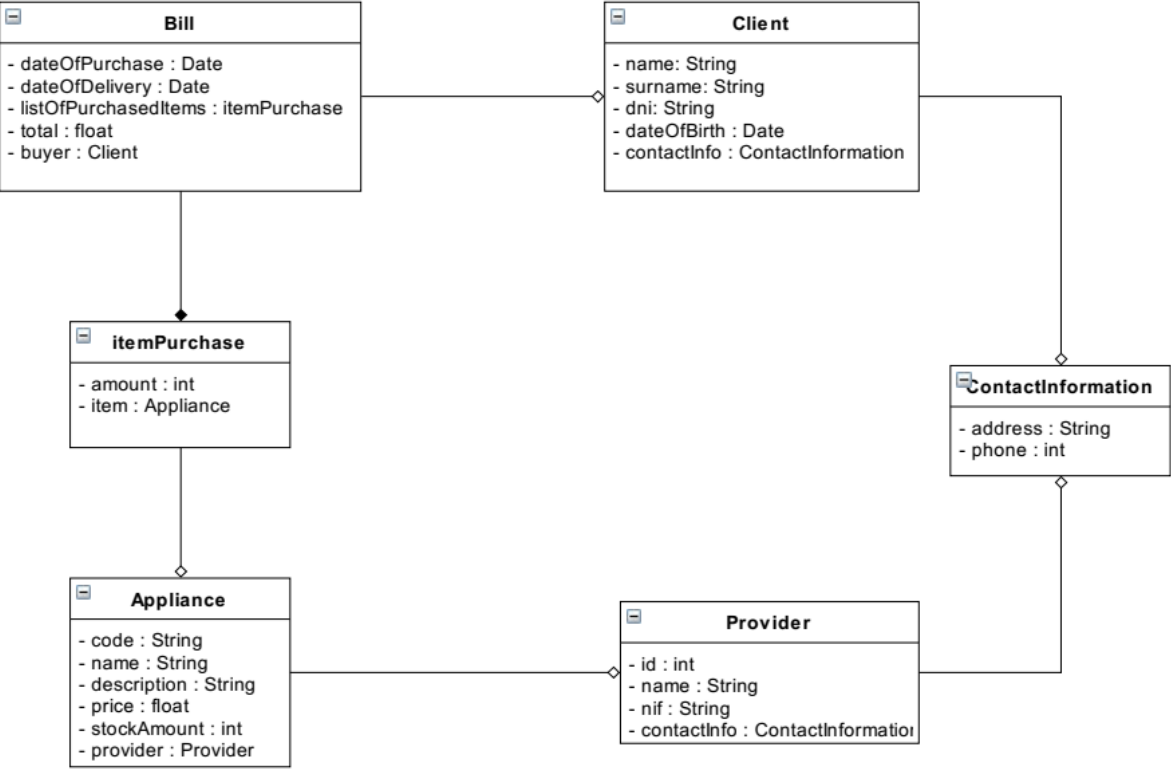 Bill
- dateOfPurchase : Date
- dateOfDelivery : Date
- listOfPurchasedItems : itemPurchase
- total : float
- buyer : Client
Client
- name: String
- surname: String
- dni: String
- dateOfBirth : Date
- contactInfo : ContactInformation
itemPurchase
- amount : int
- item : Appliance
ContactInformation
- address : String
- phone : int
Appliance
- code : String
- name : String
- description : String
- price : float
- stockAmount : int
- provider : Provider
Provider
- id : int
- name : String
- nif : String
- contactInfo : ContactInformation